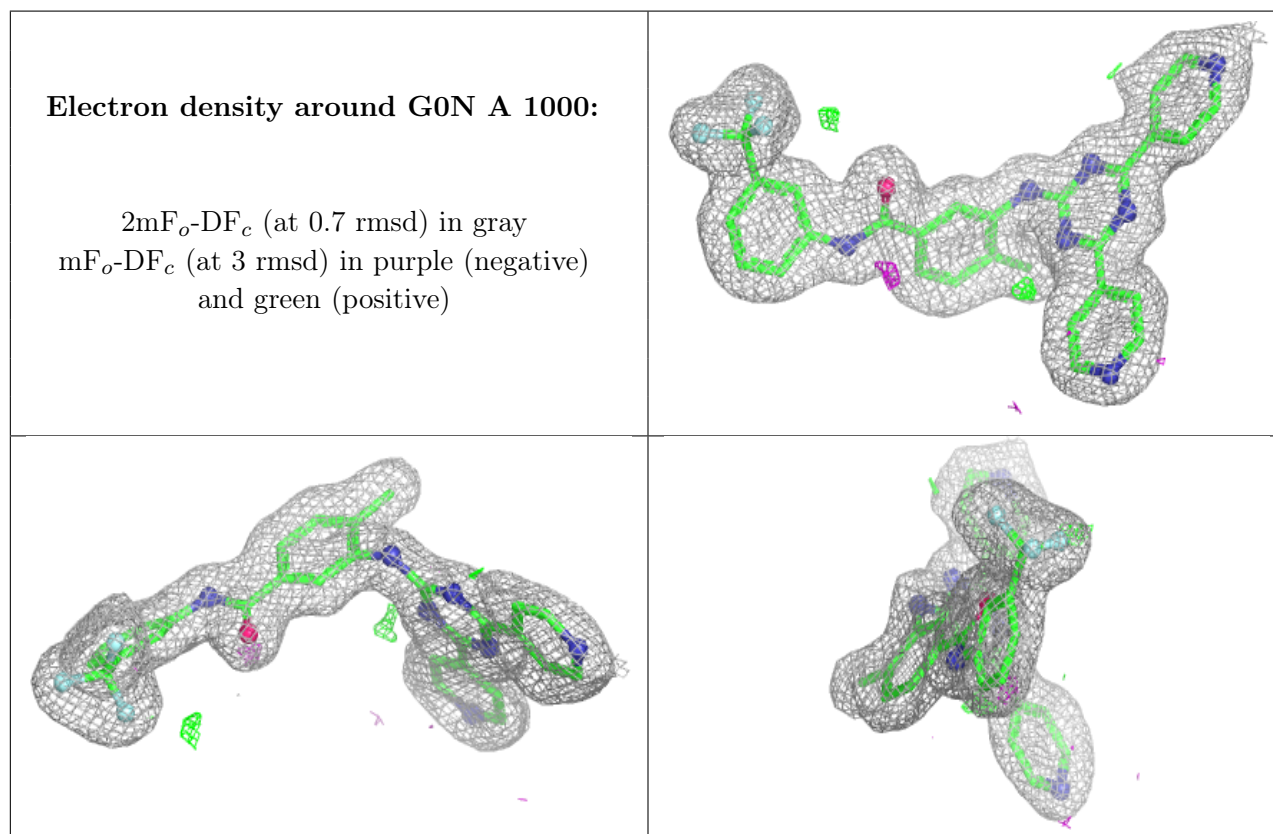 Electron density around G0N A 1000:
2mFₒ-DF𝒸 (at 0.7 rmsd) in gray
mFₒ-DF𝒸 (at 3 rmsd) in purple (negative)
and green (positive)